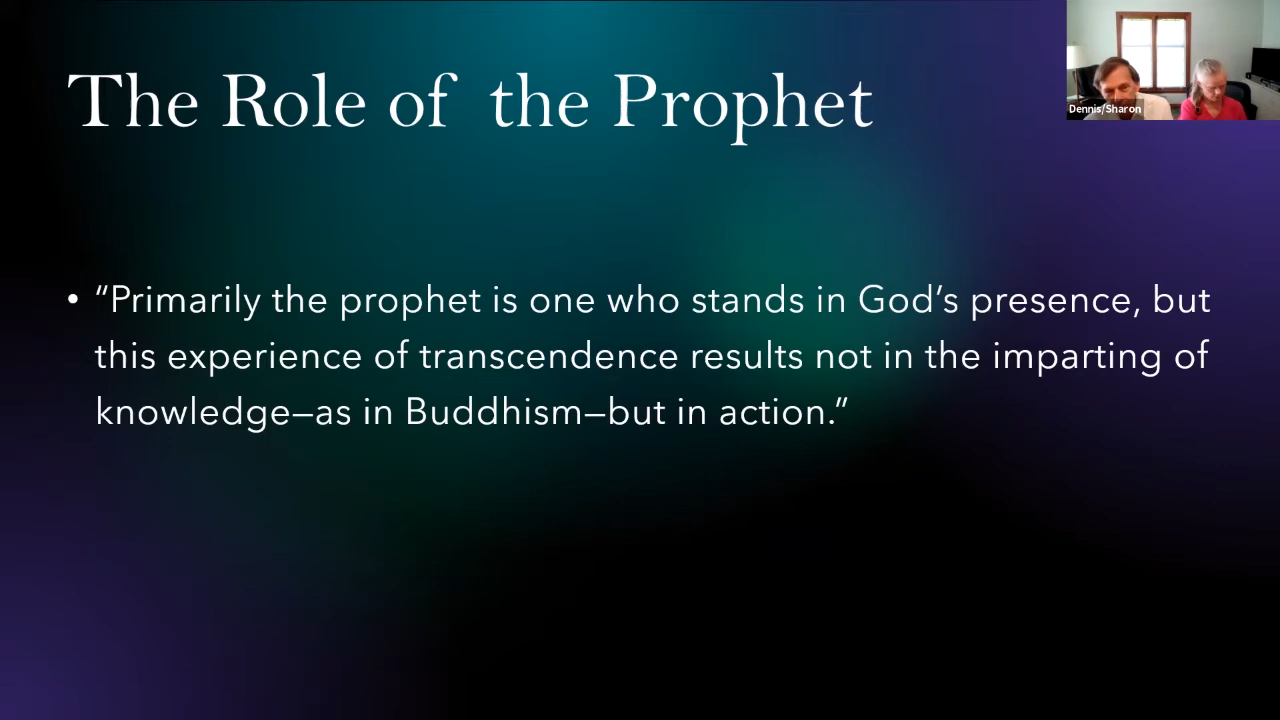 The Role of  the Prophet
Dennis/Sharon
• “Primarily the prophet is one who stands in God’s presence, but
this experience of transcendence results not in the imparting of
knowledge—as in Buddhism—but in action.”